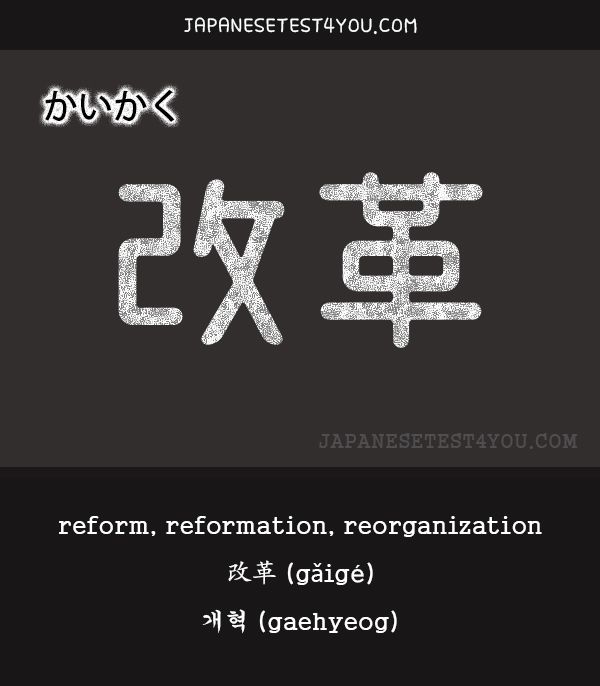 JAPANESETEST4YOU.COM
かいかく
改革
JAPANESETEST4YOU.COM
reform, reformation, reorganization
改革 (gǎigé)
개혁 (gaehyeog)